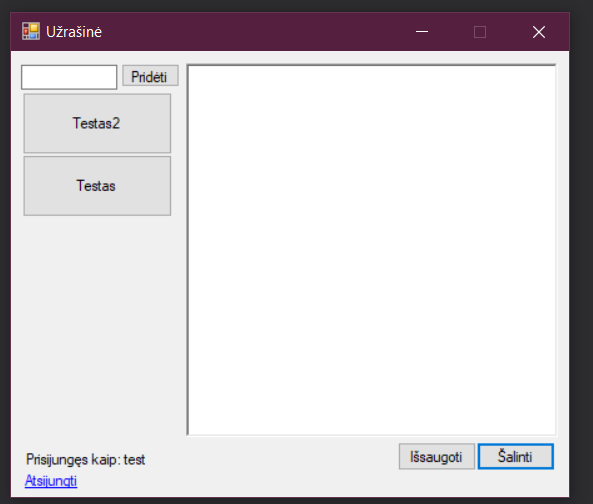 Užrašinė
Pridėti
Testas2
Testas
Prisijungęs kaip: test
Išsaugoti
Šalinti
Atsijungti